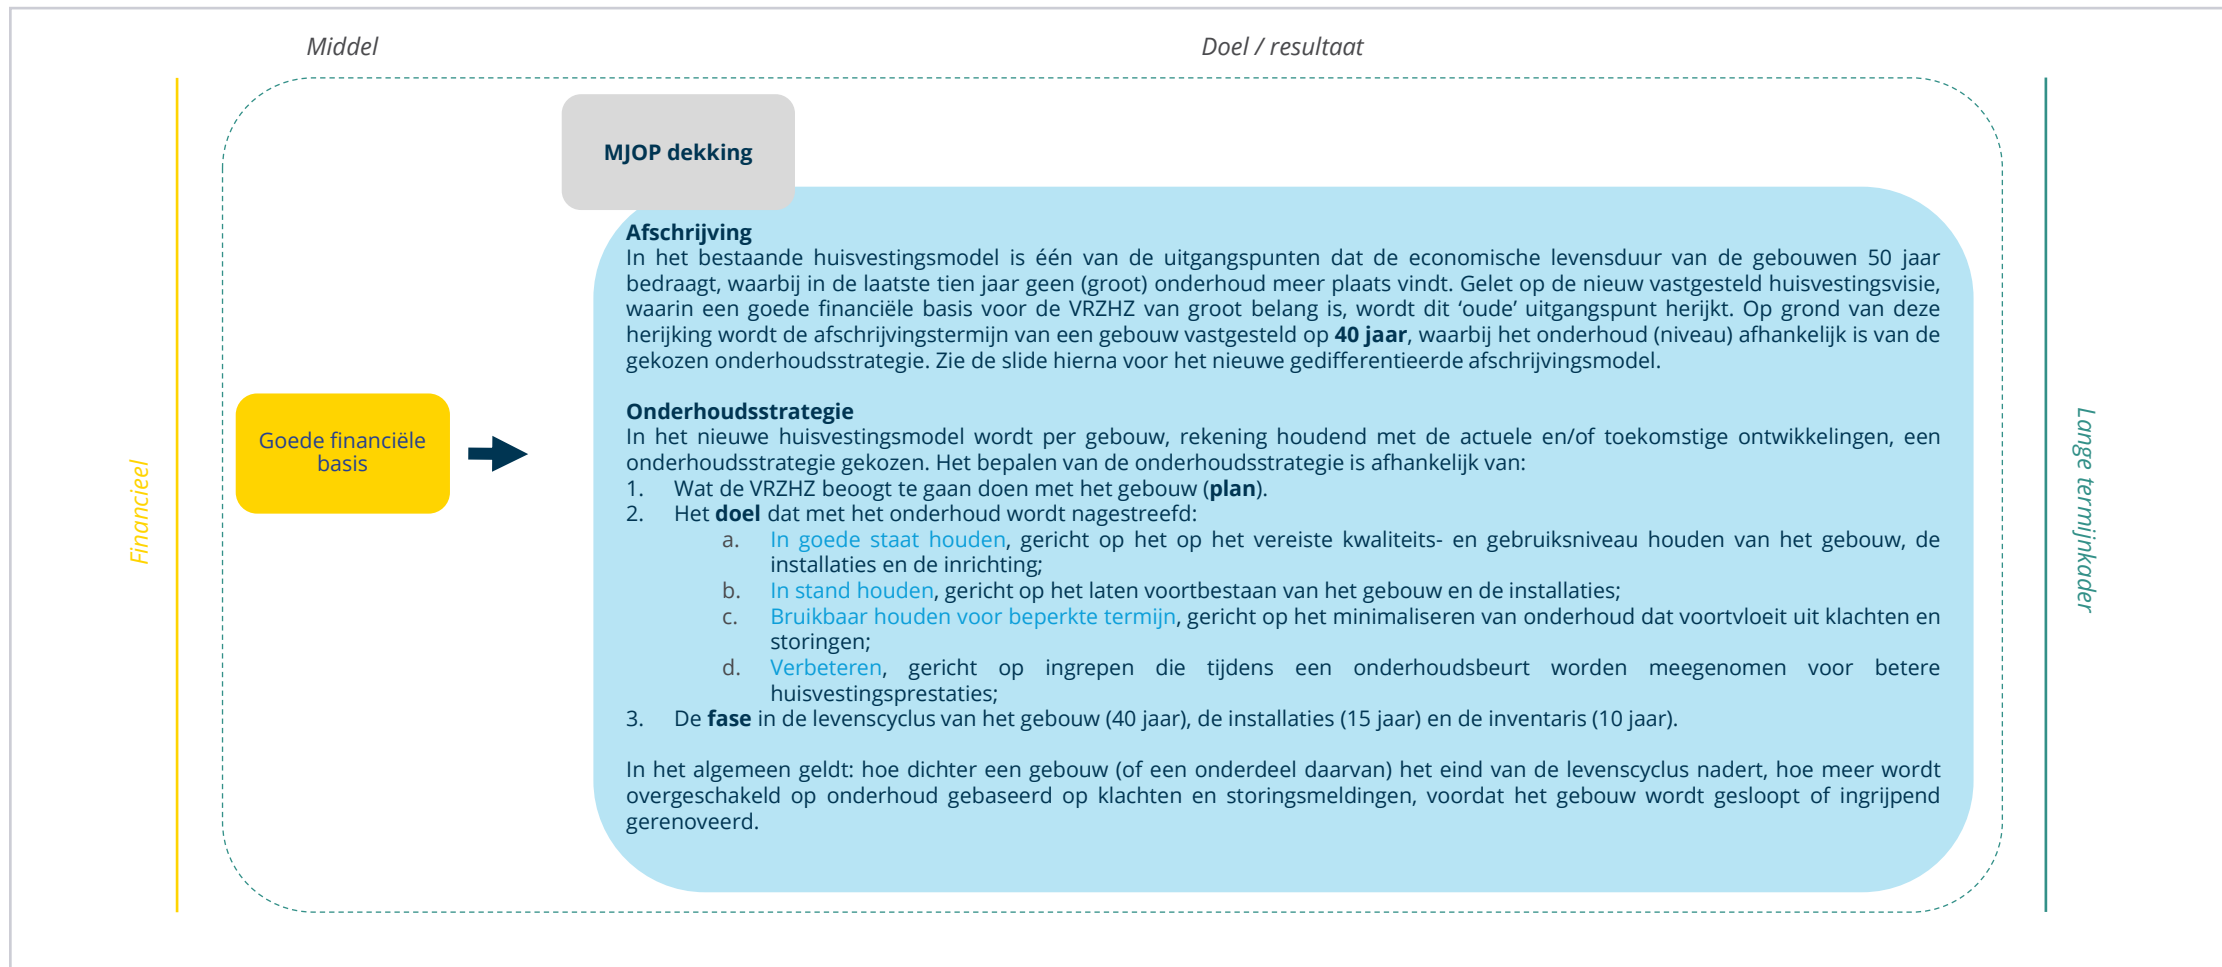 Middel
Doel / resultaat
MJOP dekking
Afschrijving
In het bestaande huisvestingsmodel is één van de uitgangspunten dat de economische levensduur van de gebouwen 50 jaar
bedraagt, waarbij in de laatste tien jaar geen (groot) onderhoud meer plaats vindt. Gelet op de nieuw vastgesteld huisvestingsvisie,
waarin een goede financiële basis voor de VRZHZ van groot belang is, wordt dit ‘oude’ uitgangspunt herijkt. Op grond van deze
herijking wordt de afschrijvingstermijn van een gebouw vastgesteld op 40 jaar, waarbij het onderhoud (niveau) afhankelijk is van de
gekozen onderhoudsstrategie. Zie de slide hierna voor het nieuwe gedifferentieerde afschrijvingsmodel.
Onderhoudsstrategie
In het nieuwe huisvestingsmodel wordt per gebouw, rekening houdend met de actuele en/of toekomstige ontwikkelingen, een
onderhoudsstrategie gekozen. Het bepalen van de onderhoudsstrategie is afhankelijk van:
1. Wat de VRZHZ beoogt te gaan doen met het gebouw (plan).
2. Het doel dat met het onderhoud wordt nagestreefd:
a. In goede staat houden, gericht op het op het vereiste kwaliteits- en gebruiksniveau houden van het gebouw, de
installaties en de inrichting;
b. In stand houden, gericht op het laten voortbestaan van het gebouw en de installaties;
c. Bruikbaar houden voor beperkte termijn, gericht op het minimaliseren van onderhoud dat voortvloeit uit klachten en
storingen;
d. Verbeteren, gericht op ingrepen die tijdens een onderhoudsbeurt worden meegenomen voor betere
huisvestingsprestaties;
3. De fase in de levenscyclus van het gebouw (40 jaar), de installaties (15 jaar) en de inventaris (10 jaar).
In het algemeen geldt: hoe dichter een gebouw (of een onderdeel daarvan) het eind van de levenscyclus nadert, hoe meer wordt
overgeschakeld op onderhoud gebaseerd op klachten en storingsmeldingen, voordat het gebouw wordt gesloopt of ingrijpend
gerenoveerd.
Goede financiële
basis
Financieel
Lange termijnkader